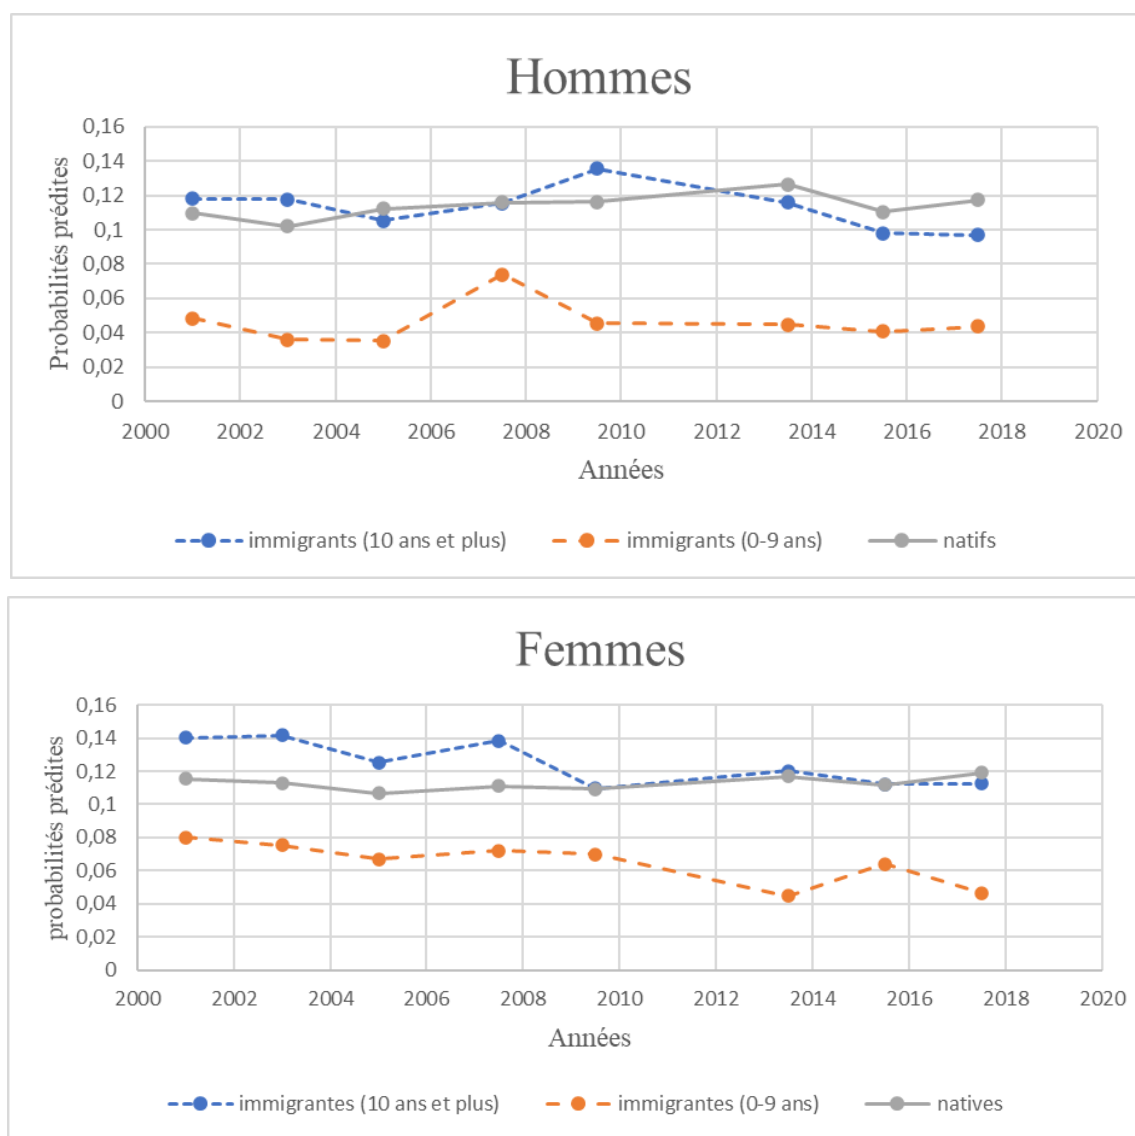 Hommes
0,16
0,14
0,12
0,1
0,08
0,06
0,04
0,02
0
Probabilités prédites
2000 2002 2004 2006 2008 2010 2012 2014 2016 2018 2020
Années
immigrants (10 ans et plus) immigrants (0-9 ans) natifs
Femmes
0,16
0,14
0,12
0,1
0,08
0,06
0,04
0,02
0
probabilités prédites
2000 2002 2004 2006 2008 2010 2012 2014 2016 2018 2020
Années
immigrantes (10 ans et plus) immigrantes (0-9 ans) natives